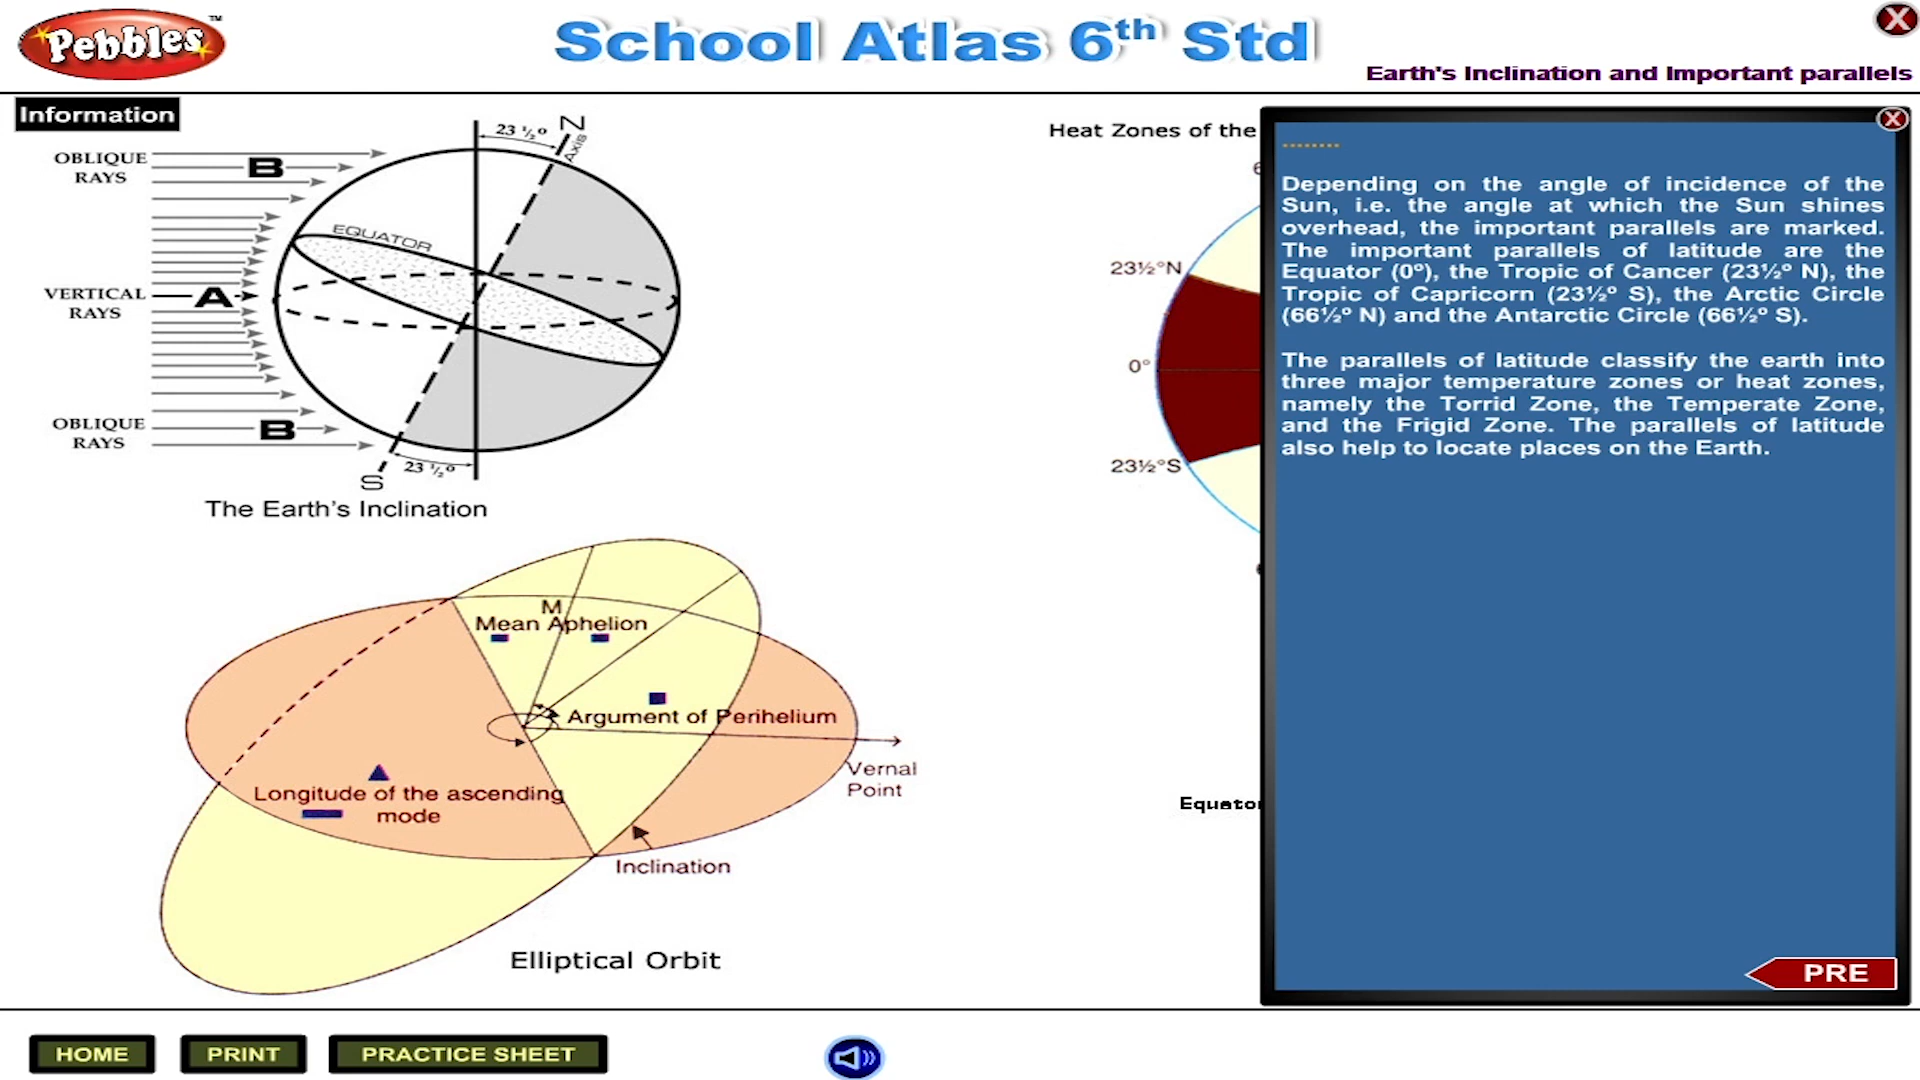 Pebbles™
School Atlas 6th Std
Earth's Inclination and Important parallels
Information
23 ½°
N
Axis
OBLIQUE
RAYS
B
EQUATOR
VERTICAL
RAYS
A
OBLIQUE
RAYS
B
23 ½°
S
The Earth's Inclination
Heat Zones of the
23½°N
0°
23½°S
Equator
M
Mean Aphelion
Argument of Perihelium
Vernal
Point
Longitude of the ascending
mode
Inclination
Elliptical Orbit
Depending on the angle of incidence of the
Sun, i.e. the angle at which the Sun shines
overhead, the important parallels are marked.
The important parallels of latitude are the
Equator (0º), the Tropic of Cancer (23½º N), the
Tropic of Capricorn (23½º S), the Arctic Circle
(66½º N) and the Antarctic Circle (66½º S).
The parallels of latitude classify the earth into
three major temperature zones or heat zones,
namely the Torrid Zone, the Temperate Zone,
and the Frigid Zone. The parallels of latitude
also help to locate places on the Earth.
PRE
HOME
PRINT
PRACTICE SHEET